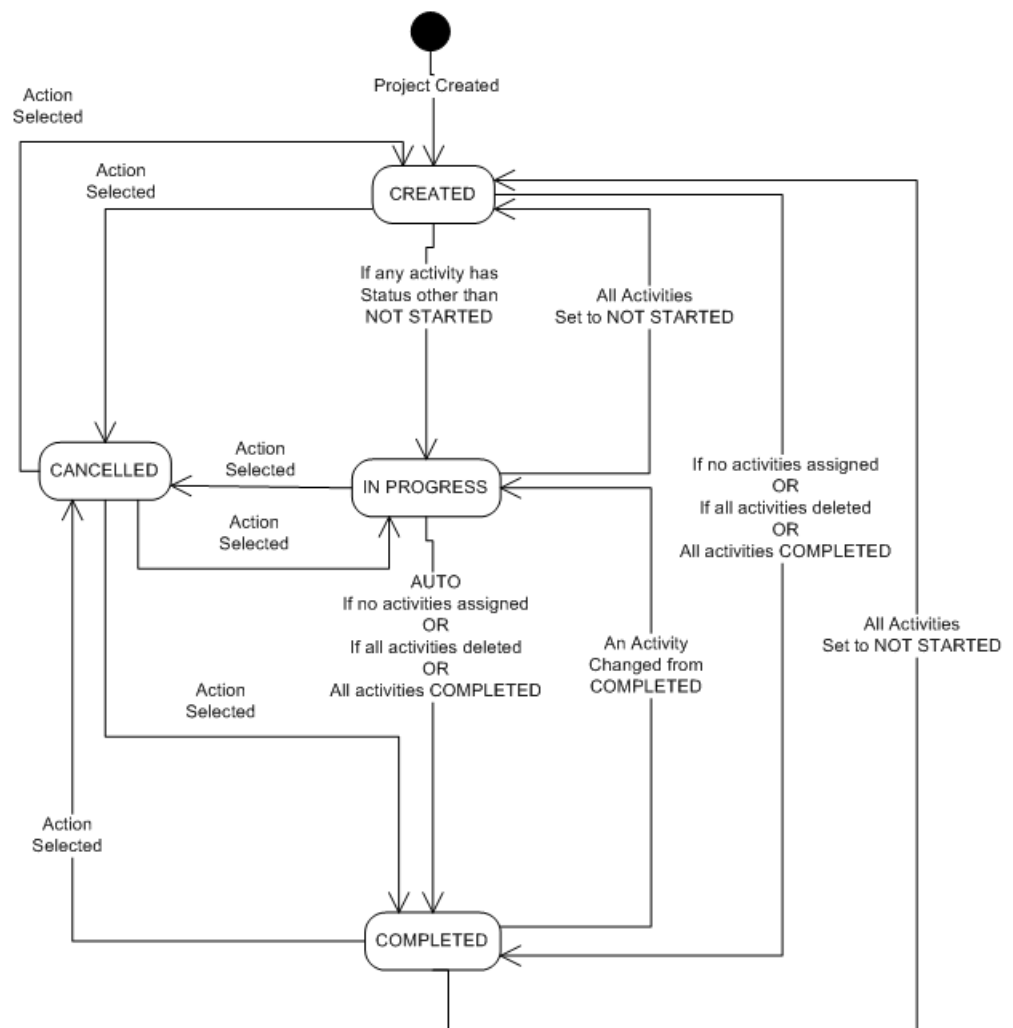 Project Created
Action
Selected
Action
Selected
CREATED
If any activity has
Status other than
NOT STARTED
All Activities
Set to NOT STARTED
CANCELLED
Action
Selected
IN PROGRESS
If no activities assigned
OR
If all activities deleted
OR
All activities COMPLETED
Action
Selected
AUTO
If no activities assigned
OR
If all activities deleted
OR
All activities COMPLETED
An Activity
Changed from
COMPLETED
All Activities
Set to NOT STARTED
Action
Selected
Action
Selected
COMPLETED